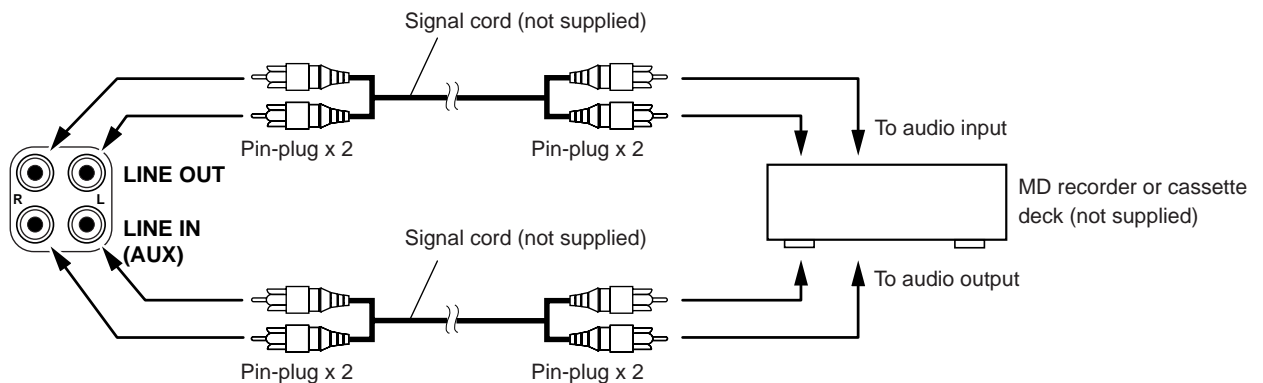 Signal cord (not supplied)
Pin-plug x 2
Pin-plug x 2
To audio input
LINE OUT
R
L
LINE IN
(AUX)
MD recorder or cassette
deck (not supplied)
Signal cord (not supplied)
To audio output
Pin-plug x 2
Pin-plug x 2